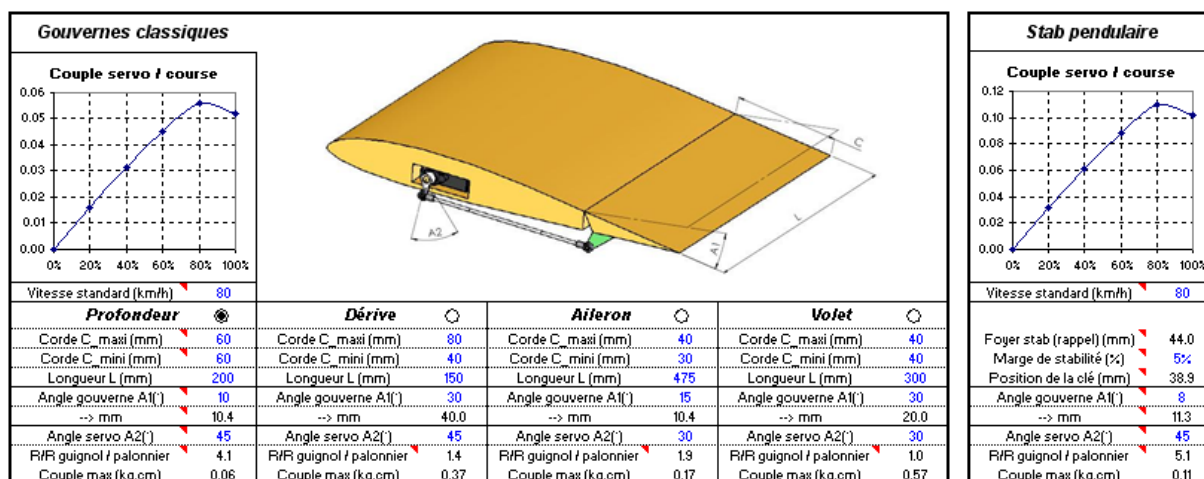 Gouvernes classiques
Stab pendulaire
Couple servo / course
0.06
0.05
0.04
0.03
0.02
0.01
0.00
0% 20% 40% 60% 80% 100%
C
L
A1
A2
Couple servo / course
0.12
0.10
0.08
0.06
0.04
0.02
0.00
0% 20% 40% 60% 80% 100%
Vitesse standard (km/h) 80
Vitesse standard (km/h) 80
Profondeur Dérive Aileron Volet
Corde C_maxi (mm) 60 Corde C_maxi (mm) 80 Corde C_maxi (mm) 40 Corde C_maxi (mm) 40 Foyer stab (rappel) (mm) 44.0
Corde C_mini (mm) 60 Corde C_mini (mm) 40 Corde C_mini (mm) 30 Corde C_mini (mm) 40 Marge de stabilité (%) 5%
Longueur L (mm) 200 Longueur L (mm) 150 Longueur L (mm) 475 Longueur L (mm) 300 Position de la clé (mm) 38.9
Angle gouverne A1(°) 10 Angle gouverne A1(°) 30 Angle gouverne A1(°) 15 Angle gouverne A1(°) 30 Angle gouverne A1(°) 8
--> mm 10.4 --> mm 40.0 --> mm 10.4 --> mm 20.0 --> mm 11.3
Angle servo A2(°) 45 Angle servo A2(°) 45 Angle servo A2(°) 30 Angle servo A2(°) 30 Angle servo A2(°) 45
R/R guignol / palonnier 4.1 R/R guignol / palonnier 1.4 R/R guignol / palonnier 1.9 R/R guignol / palonnier 1.0 R/R guignol / palonnier 5.1
Couple max (kg.cm) 0.06 Couple max (kg.cm) 0.37 Couple max (kg.cm) 0.17 Couple max (kg.cm) 0.57 Couple max (kg.cm) 0.11